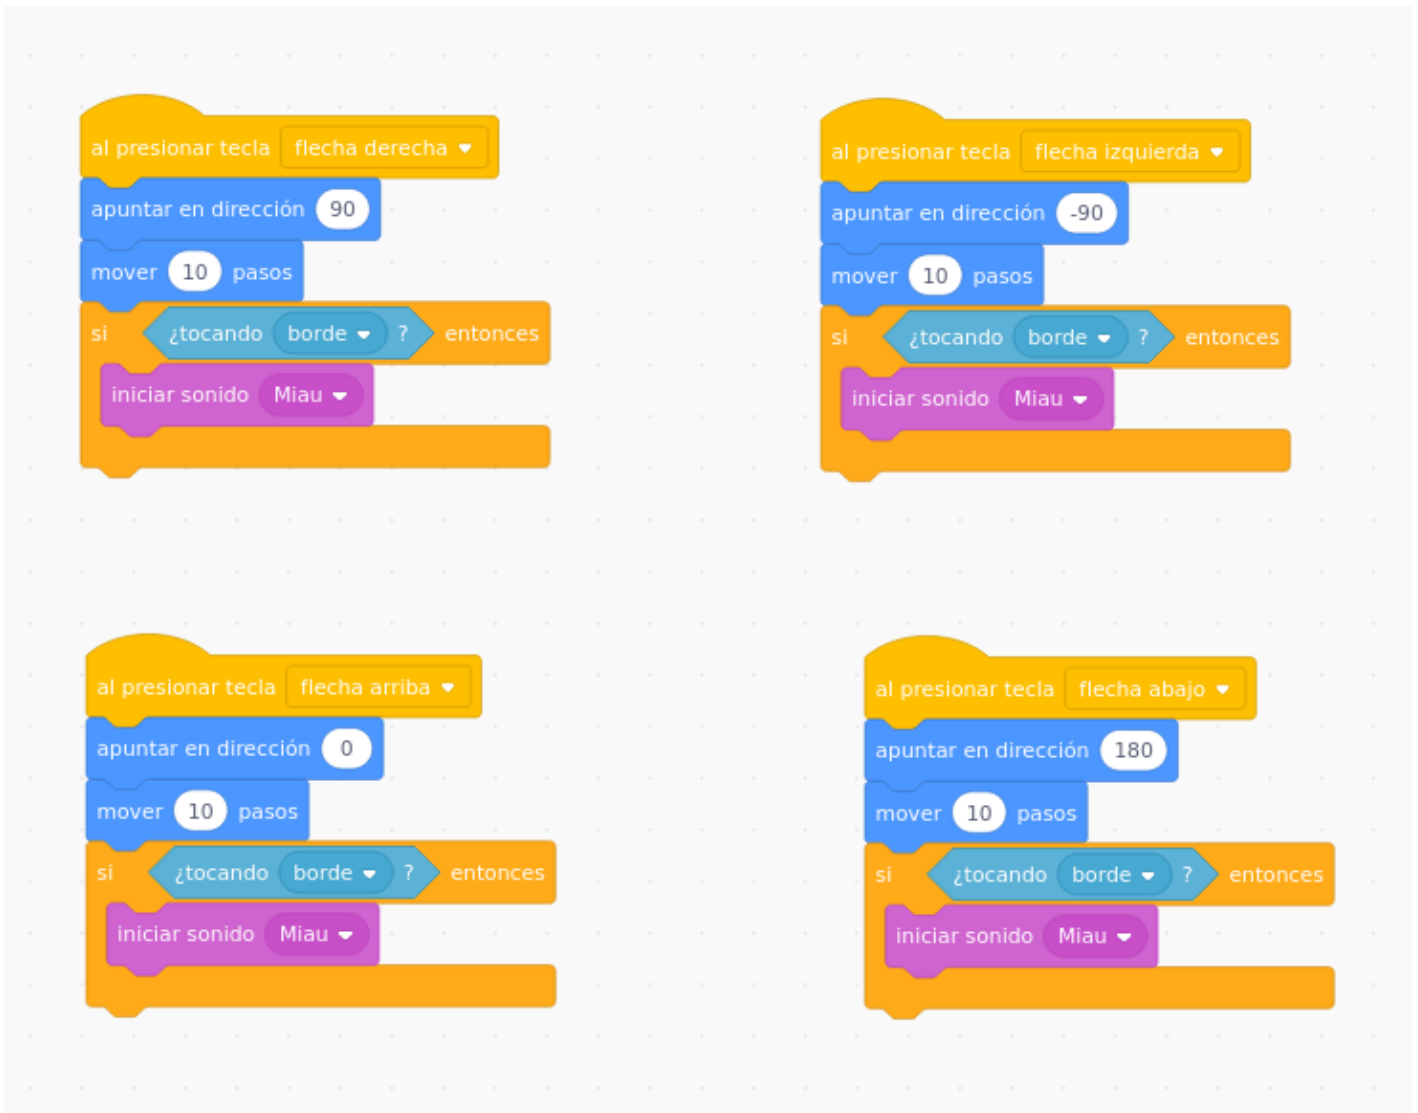 al presionar tecla flecha derecha
apuntar en dirección 90
mover 10 pasos
si ¿tocando borde ? entonces
iniciar sonido Miau
al presionar tecla flecha izquierda
apuntar en dirección -90
mover 10 pasos
si ¿tocando borde ? entonces
iniciar sonido Miau
al presionar tecla flecha arriba
apuntar en dirección 0
mover 10 pasos
si ¿tocando borde ? entonces
iniciar sonido Miau
al presionar tecla flecha abajo
apuntar en dirección 180
mover 10 pasos
si ¿tocando borde ? entonces
iniciar sonido Miau